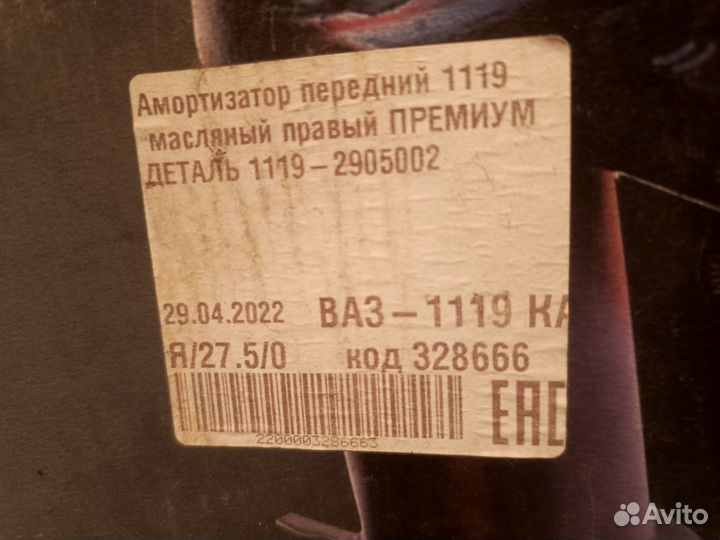 Амортизатор передний 1119
масляный правый ПРЕМИУМ
ДЕТАЛЬ 1119-2905002
29.04.2022 ВАЗ-1119 КА
Я/27.5/0 код 328666
2200003286663
ЕАС
Avito